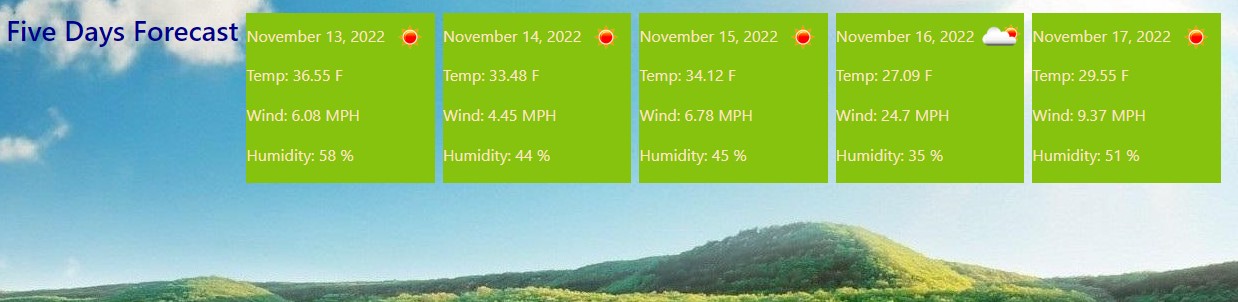 Five Days Forecast
November 13, 2022
Temp: 36.55 F
Wind: 6.08 MPH
Humidity: 58 %
November 14, 2022
Temp: 33.48 F
Wind: 4.45 MPH
Humidity: 44 %
November 15, 2022
Temp: 34.12 F
Wind: 6.78 MPH
Humidity: 45 %
November 16, 2022
Temp: 27.09 F
Wind: 24.7 MPH
Humidity: 35 %
November 17, 2022
Temp: 29.55 F
Wind: 9.37 MPH
Humidity: 51 %